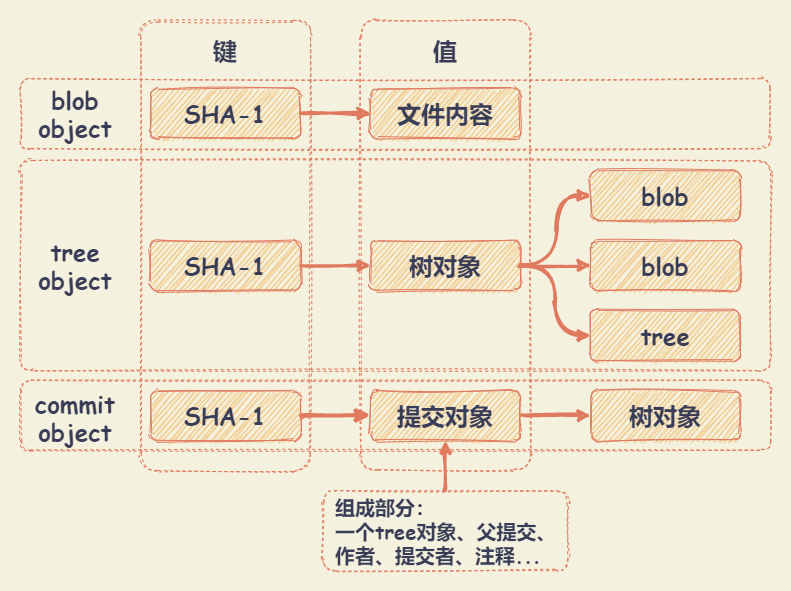 键
值
blob
object
SHA-1
文件内容
tree
object
SHA-1
树对象
blob
blob
tree
commit
object
SHA-1
提交对象
树对象
组成部分：
一个tree对象、父提交、
作者、提交者、注释...